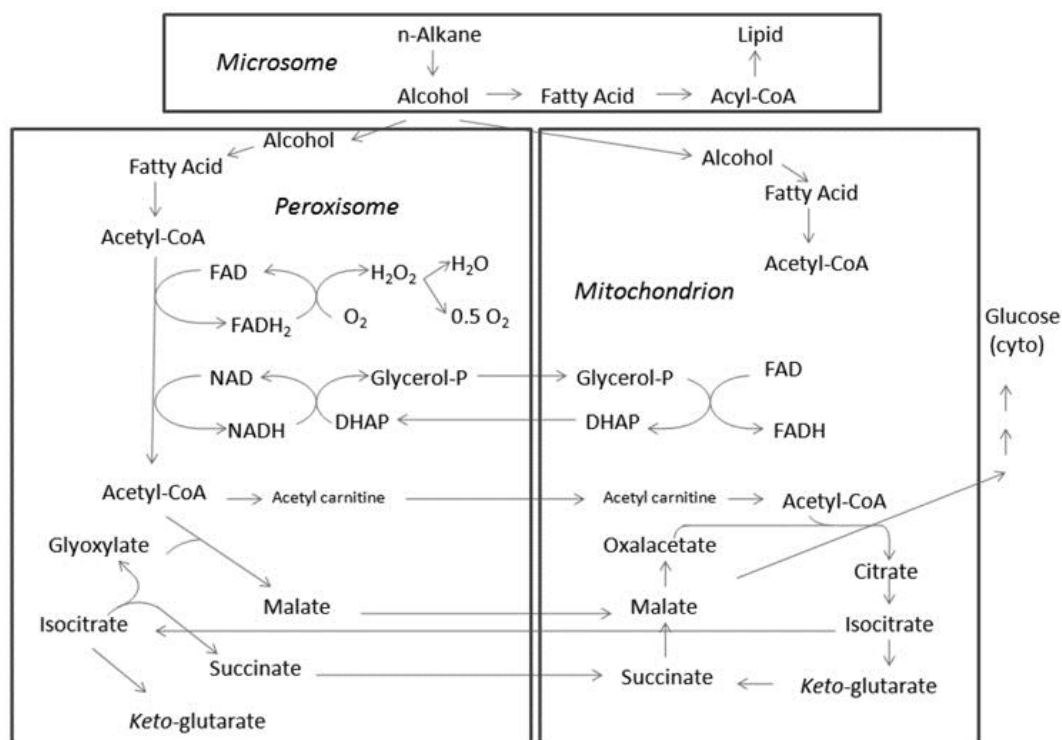 n-Alkane
Lipid
Microsome
Alcohol
Fatty Acid
Acyl-CoA
Alcohol
Fatty Acid
Peroxisome
Acetyl-CoA
FAD
H2O2
H2O
FADH2
O2
0.5 O2
NAD
Glycerol-P
NADH
DHAP
Acetyl-CoA
Acetyl carnitine
Glyoxylate
Malate
Isocitrate
Succinate
Keto-glutarate
Alcohol
Fatty Acid
Acetyl-CoA
Mitochondrion
Glycerol-P
FAD
DHAP
FADH
Acetyl carnitine
Acetyl-CoA
Oxalacetate
Citrate
Malate
Isocitrate
Succinate
Keto-glutarate
Glucose
(cyto)